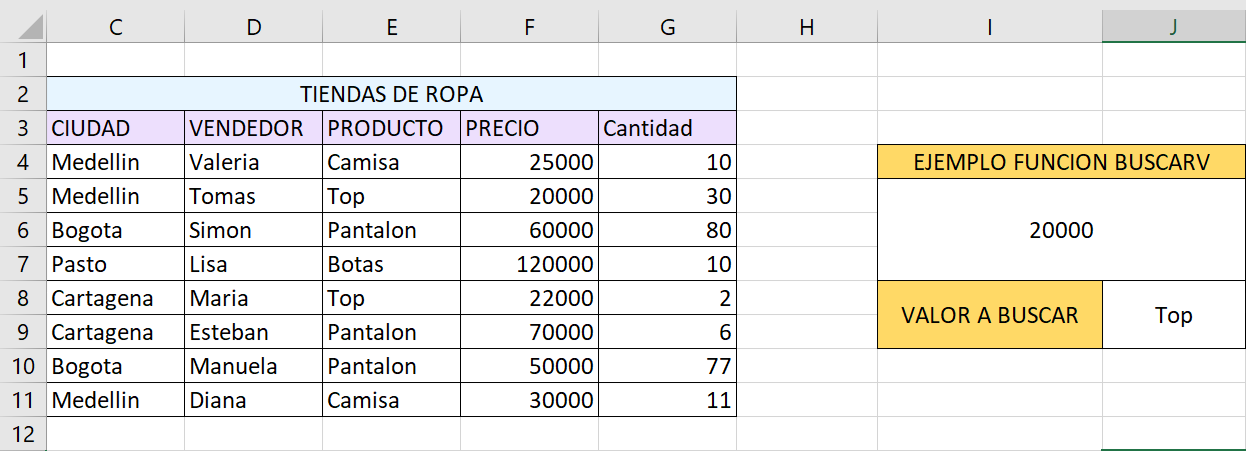 C D E F G H I J
1
2 TIENDAS DE ROPA
3 CIUDAD VENDEDOR PRODUCTO PRECIO Cantidad
4 Medellin Valeria Camisa 25000 10 EJEMPLO FUNCION BUSCARV
5 Medellin Tomas Top 20000 30
6 Bogota Simon Pantalon 60000 80 20000
7 Pasto Lisa Botas 120000 10
8 Cartagena Maria Top 22000 2 VALOR A BUSCAR Top
9 Cartagena Esteban Pantalon 70000 6
10 Bogota Manuela Pantalon 50000 77
11 Medellin Diana Camisa 30000 11
12